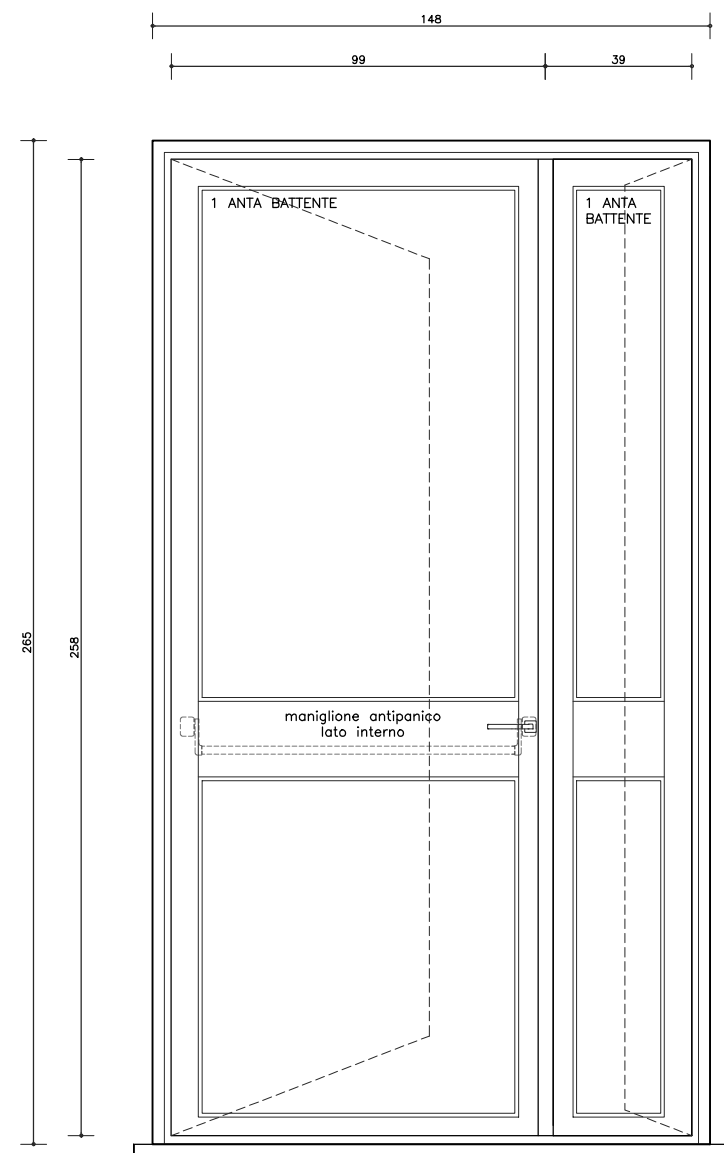 148
99
39
1 ANTA BATTENTE
1 ANTA
BATTENTE
265
258
maniglione antipanico
lato interno